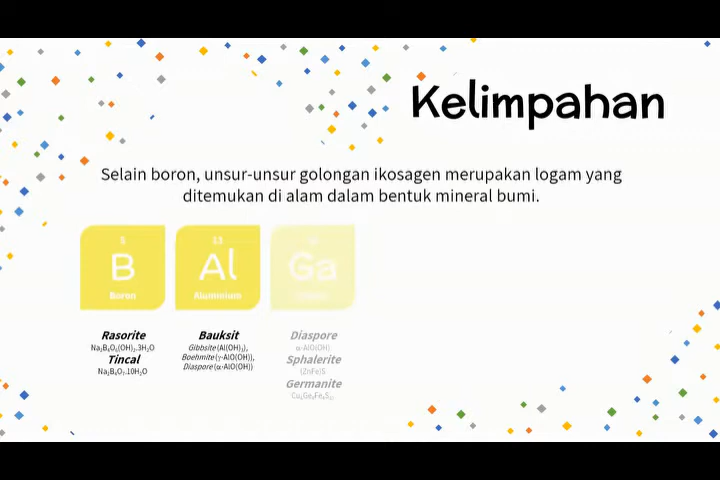 Kelimpahan
Selain boron, unsur-unsur golongan ikosagen merupakan logam yang
ditemukan di alam dalam bentuk mineral bumi.
5
B
Boron
13
Al
Aluminium
Ga
Rasorite
Na₂B₄O₅(OH)₄.3H₂O
Tincal
Na₂B₄O₇.10H₂O
Bauksit
Gibbsite (Al(OH)₃),
Boehmite (γ-AlO(OH)),
Diaspore (α-AlO(OH))
Diaspore
α-AlO(OH)
Sphalerite
(ZnFe)S
Germanite